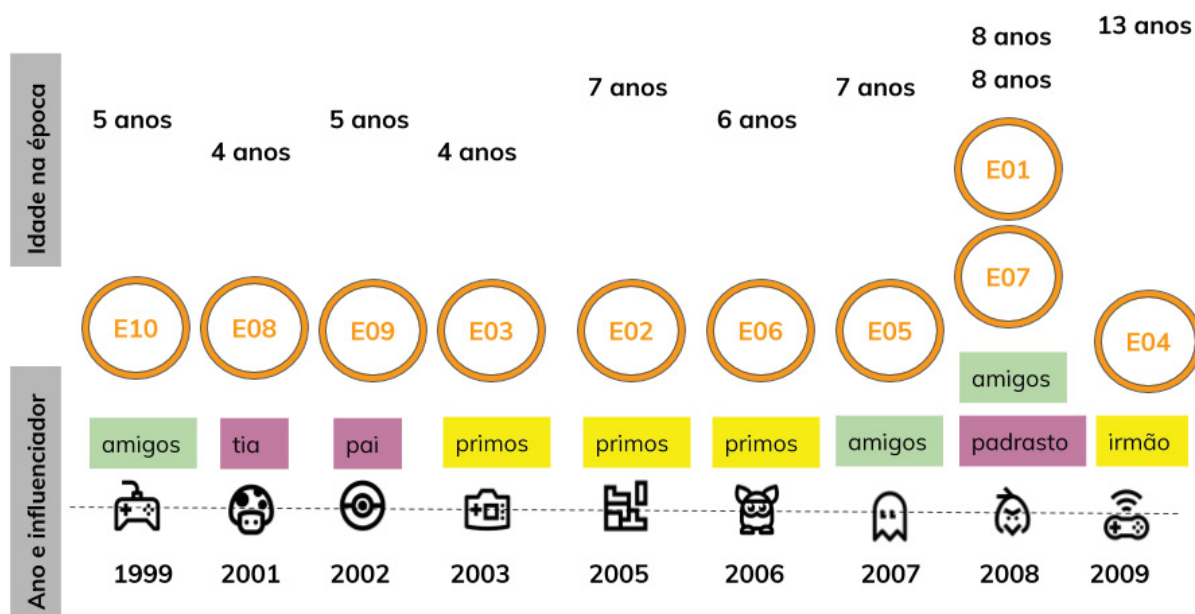 13 anos
8 anos
8 anos
7 anos
7 anos
5 anos
5 anos
6 anos
4 anos
4 anos
Idade na época
E01
E07
E10
E08
E09
E03
E02
E06
E05
E04
amigos
amigos
tia
pai
primos
primos
primos
amigos
padrasto
irmão
Ano e influenciador
1999
2001
2002
2003
2005
2006
2007
2008
2009